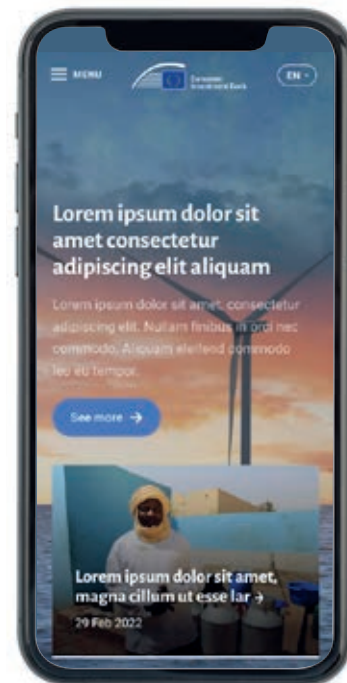 MENU
European
Investment Bank
EN
Lorem ipsum dolor sit
amet consectetur
adipiscing elit aliquam
Lorem ipsum dolor sit amet, consectetur
adipiscing elit. Nullam finibus in orci nec
commodo. Aliquam eleifend commodo
leo eu tempor.
See more →
Lorem ipsum dolor sit amet,
magna cillum ut esse lar →
29 Feb 2022